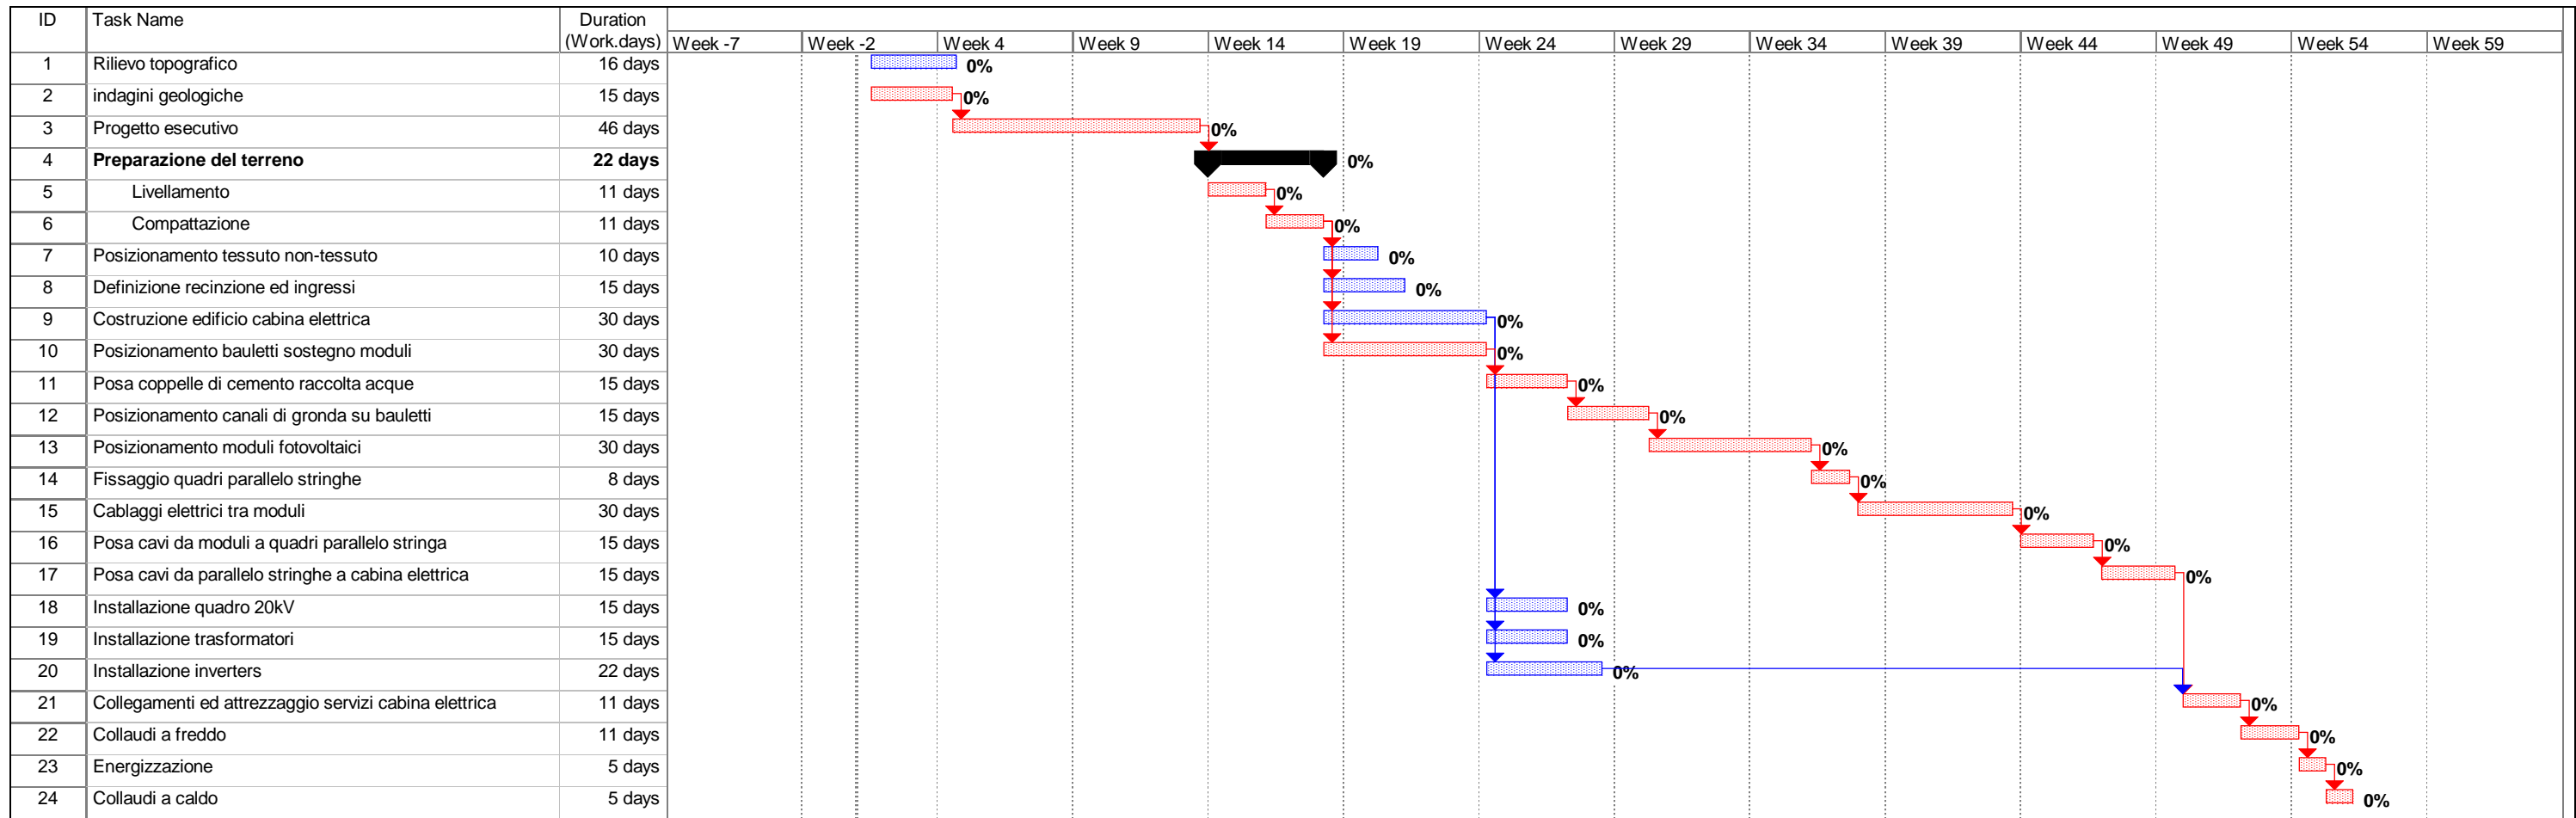 ID Task Name Duration
(Work.days) Week -7 Week -2 Week 4 Week 9 Week 14 Week 19 Week 24 Week 29 Week 34 Week 39 Week 44 Week 49 Week 54 Week 59
1 Rilievo topografico 16 days 0%
2 indagini geologiche 15 days 0%
3 Progetto esecutivo 46 days 0%
4 Preparazione del terreno 22 days 0%
5 Livellamento 11 days 0%
6 Compattazione 11 days 0%
7 Posizionamento tessuto non-tessuto 10 days 0%
8 Definizione recinzione ed ingressi 15 days 0%
9 Costruzione edificio cabina elettrica 30 days 0%
10 Posizionamento bauletti sostegno moduli 30 days 0%
11 Posa coppelle di cemento raccolta acque 15 days 0%
12 Posizionamento canali di gronda su bauletti 15 days 0%
13 Posizionamento moduli fotovoltaici 30 days 0%
14 Fissaggio quadri parallelo stringhe 8 days 0%
15 Cablaggi elettrici tra moduli 30 days 0%
16 Posa cavi da moduli a quadri parallelo stringa 15 days 0%
17 Posa cavi da parallelo stringhe a cabina elettrica 15 days 0%
18 Installazione quadro 20kV 15 days 0%
19 Installazione trasformatori 15 days 0%
20 Installazione inverters 22 days 0%
21 Collegamenti ed attrezzaggio servizi cabina elettrica 11 days 0%
22 Collaudi a freddo 11 days 0%
23 Energizzazione 5 days 0%
24 Collaudi a caldo 5 days 0%